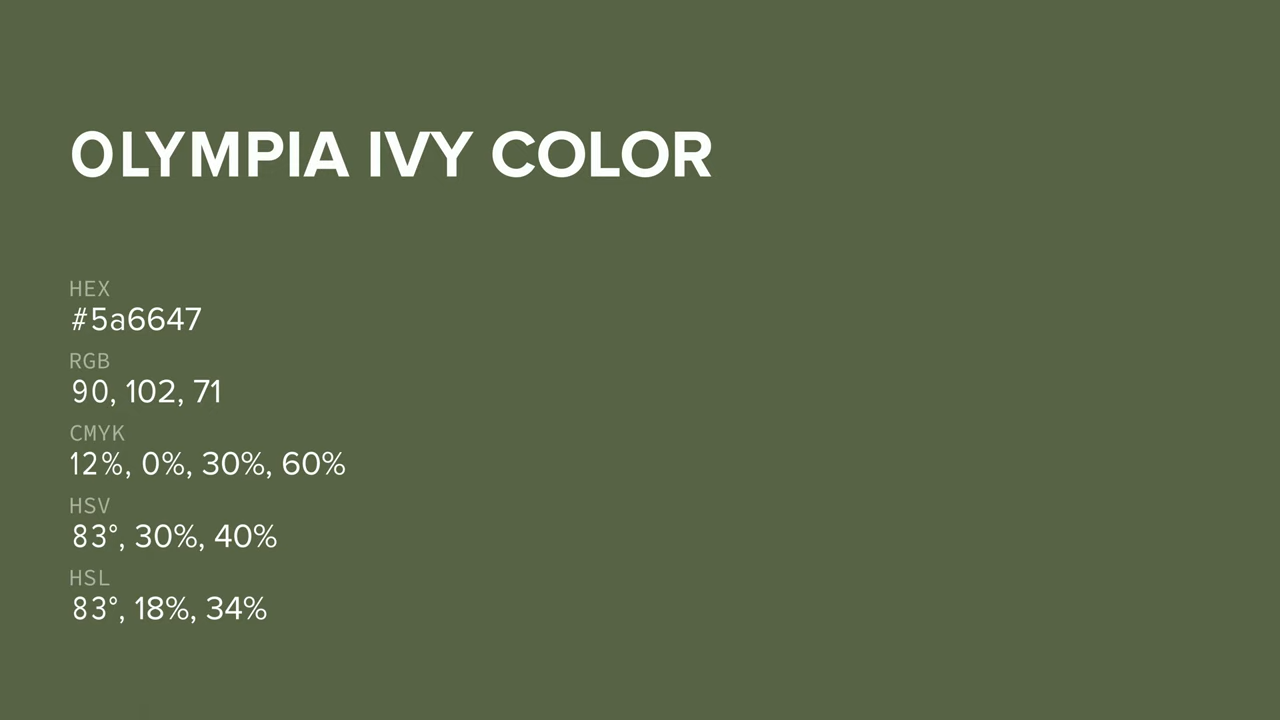 OLYMPIA IVY COLOR
HEX
#5a6647
RGB
90, 102, 71
CMYK
12%, 0%, 30%, 60%
HSV
83°, 30%, 40%
HSL
83°, 18%, 34%